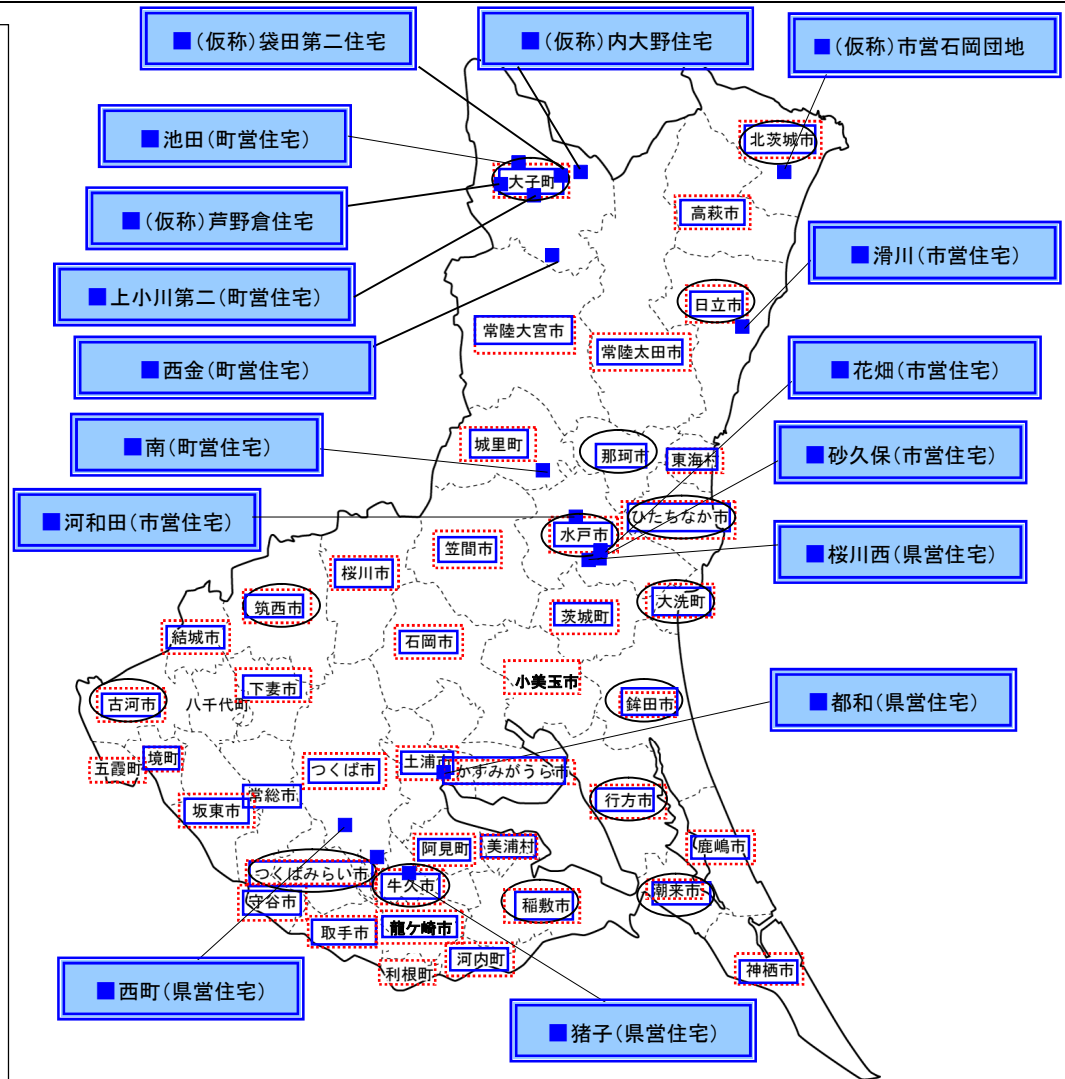 ■(仮称)袋田第二住宅
■(仮称)内大野住宅
■(仮称)市営石岡団地
■池田(町営住宅)
北茨城市
大子町
■(仮称)芦野倉住宅
高萩市
■滑川(市営住宅)
■上小川第二(町営住宅)
日立市
常陸大宮市
常陸太田市
■西金(町営住宅)
■花畑(市営住宅)
■南(町営住宅)
城里町
那珂市
東海村
■砂久保(市営住宅)
■河和田(市営住宅)
ひたちなか市
水戸市
笠間市
■桜川西(県営住宅)
桜川市
筑西市
茨城町
大洗町
結城市
石岡市
小美玉市
下妻市
八千代町
古河市
鉾田市
■都和(県営住宅)
境町
五霞町
つくば市
土浦市
かすみがうら市
常総市
坂東市
行方市
阿見町
美浦村
鹿嶋市
つくばみらい市
牛久市
潮来市
守谷市
稲敷市
取手市
龍ケ崎市
河内町
利根町
神栖市
■西町(県営住宅)
■猪子(県営住宅)